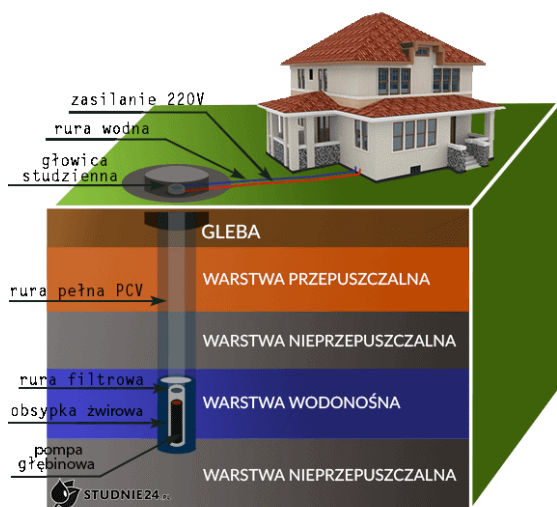 zasilanie 220V
rura wodna
głowica
studzienna
GLEBA
WARSTWA PRZEPUSZCZALNA
rura pełna PCV
WARSTWA NIEPRZEPUSZCZALNA
rura filtrowa
WARSTWA WODONOŚNA
obsypka żwirowa
pompa
głębinowa
WARSTWA NIEPRZEPUSZCZALNA
STUDNIE24.PL